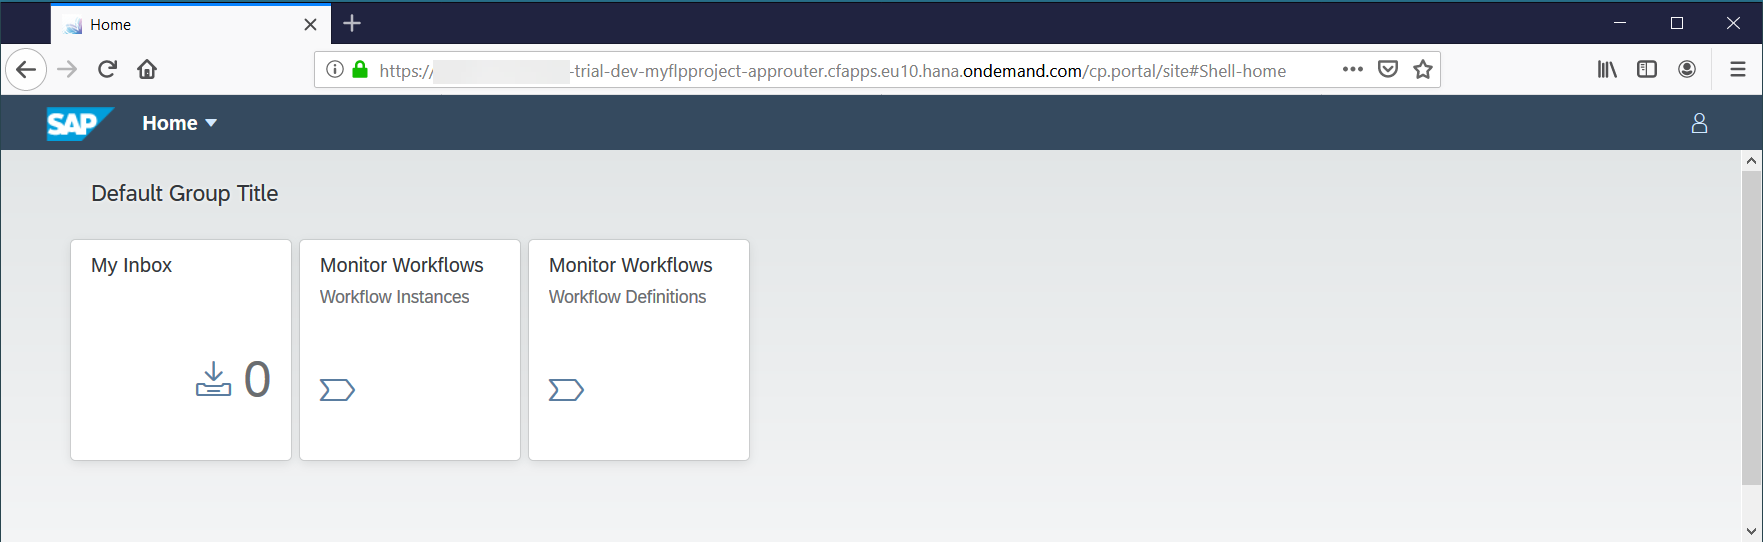 Home
https://-trial-dev-myflpproject-approuter.cfapps.eu10.hana.ondemand.com/cp.portal/site#Shell-home
SAP Home
Default Group Title
My Inbox
0
Monitor Workflows
Workflow Instances
Monitor Workflows
Workflow Definitions